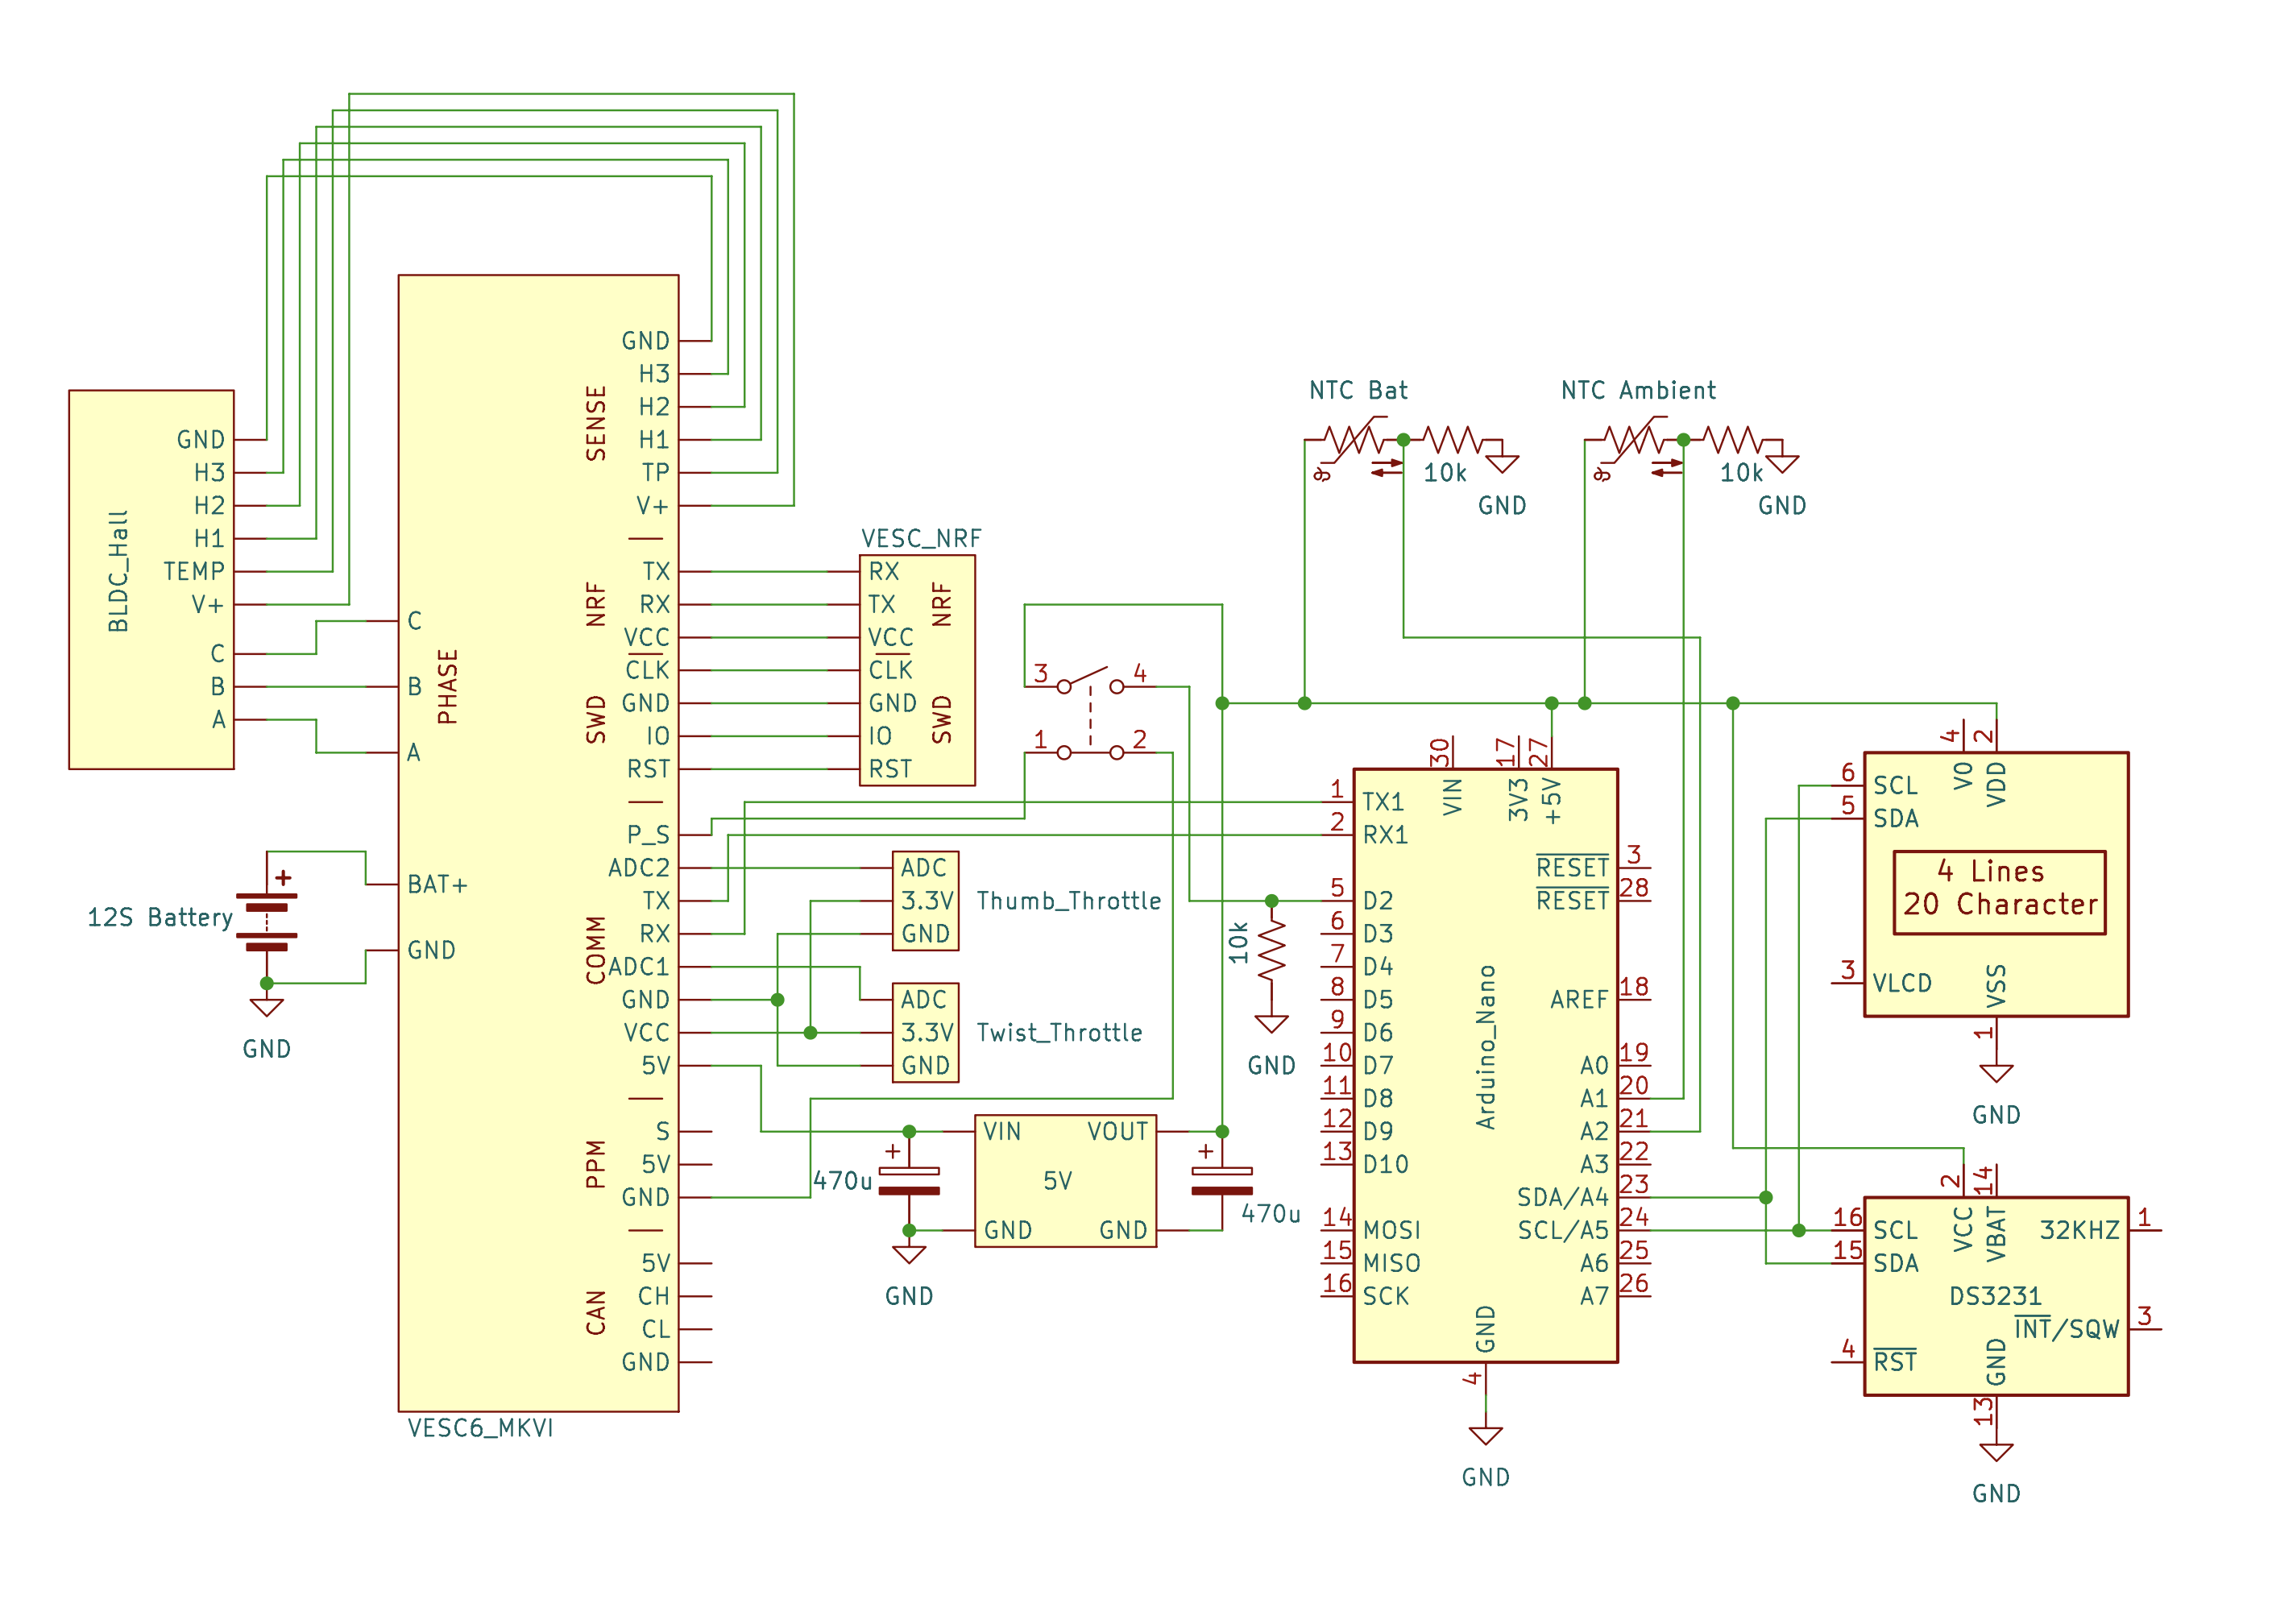 BLDC_Hall
GND
H3
H2
H1
TEMP
V+
C
B
A
12S Battery
+
GND
C
B
A
PHASE
BAT+
GND
SENSE
GND
H3
H2
H1
TP
V+
NRF
TX
RX
VCC
SWD
CLK
GND
IO
RST
COMM
P_S
ADC2
TX
RX
ADC1
GND
VCC
5V
PPM
S
5V
GND
CAN
5V
CH
CL
GND
VESC6_MKVI
VESC_NRF
RX
TX
VCC
CLK
GND
IO
RST
NRF
SWD
3 4
1 2
ADC
3.3V
GND
Thumb_Throttle
ADC
3.3V
GND
Twist_Throttle
+
470u
GND
VIN VOUT
5V
GND GND
+
470u
10k
GND
NTC Bat
10k
GND
NTC Ambient
10k
GND
Arduino_Nano
30 17 27
VIN 3V3 +5V
1 TX1
2 RX1
5 D2
6 D3
7 D4
8 D5
9 D6
10 D7
11 D8
12 D9
13 D10
14 MOSI
15 MISO
16 SCK
RESET 3
RESET 28
AREF 18
A0 19
A1 20
A2 21
A3 22
SDA/A4 23
SCL/A5 24
A6 25
A7 26
GND
4
GND
4 2
V0 VDD
6 SCL
5 SDA
4 Lines
20 Character
3 VLCD
VSS
1
GND
2 14
VCC VBAT
16 SCL
15 SDA
32KHZ 1
DS3231
INT/SQW 3
4 RST
GND
13
GND